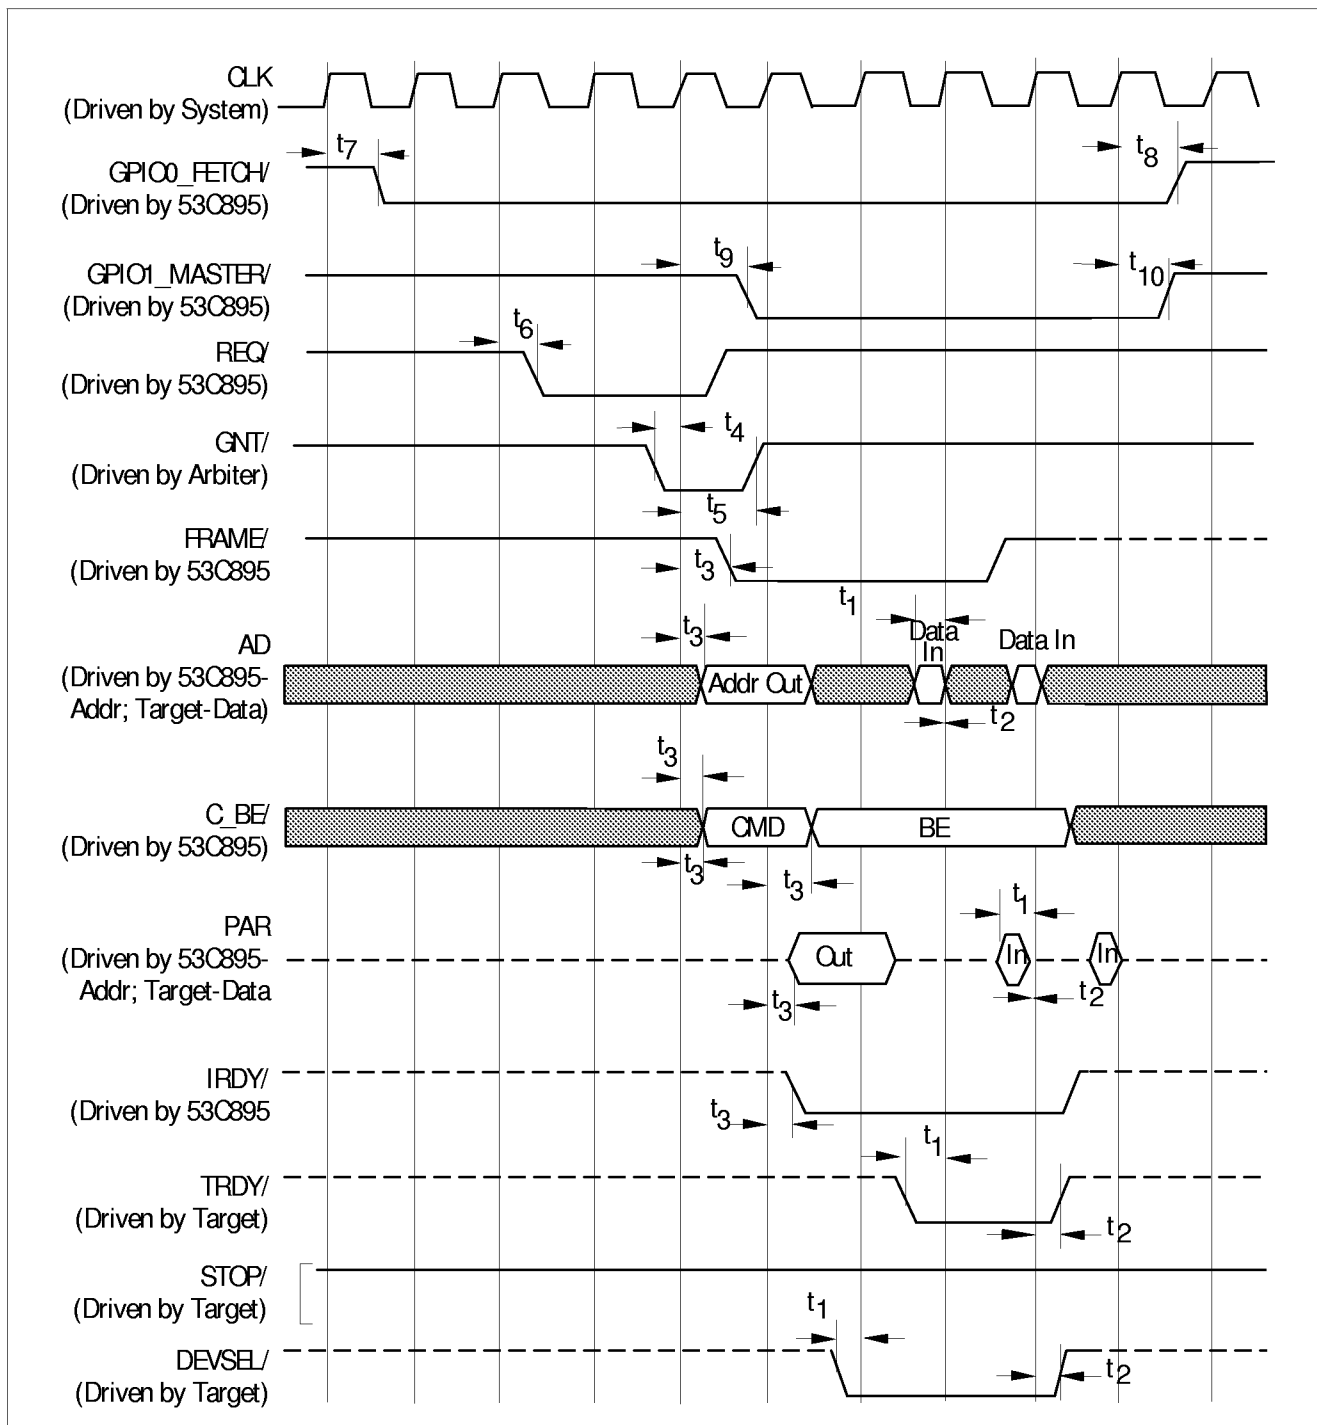 CLK
(Driven by System)
t7
t8
GPIO0_FETCH/
(Driven by 53C895)
t9
t10
GPIO1_MASTER/
(Driven by 53C895)
t6
REQ/
(Driven by 53C895)
t4
GNT/
(Driven by Arbiter)
t5
FRAME/
(Driven by 53C895
t3
t1
t3
Data In
Data In
AD
(Driven by 53C895-
Addr; Target-Data)
Addr Out
t2
t3
C_BE/
(Driven by 53C895)
CMD
BE
t3
t3
t1
PAR
(Driven by 53C895-
Addr; Target-Data
Out
In
In
t3
t2
IRDY/
(Driven by 53C895
t3
t1
TRDY/
(Driven by Target)
t2
STOP/
(Driven by Target)
t1
DEVSEL/
(Driven by Target)
t2